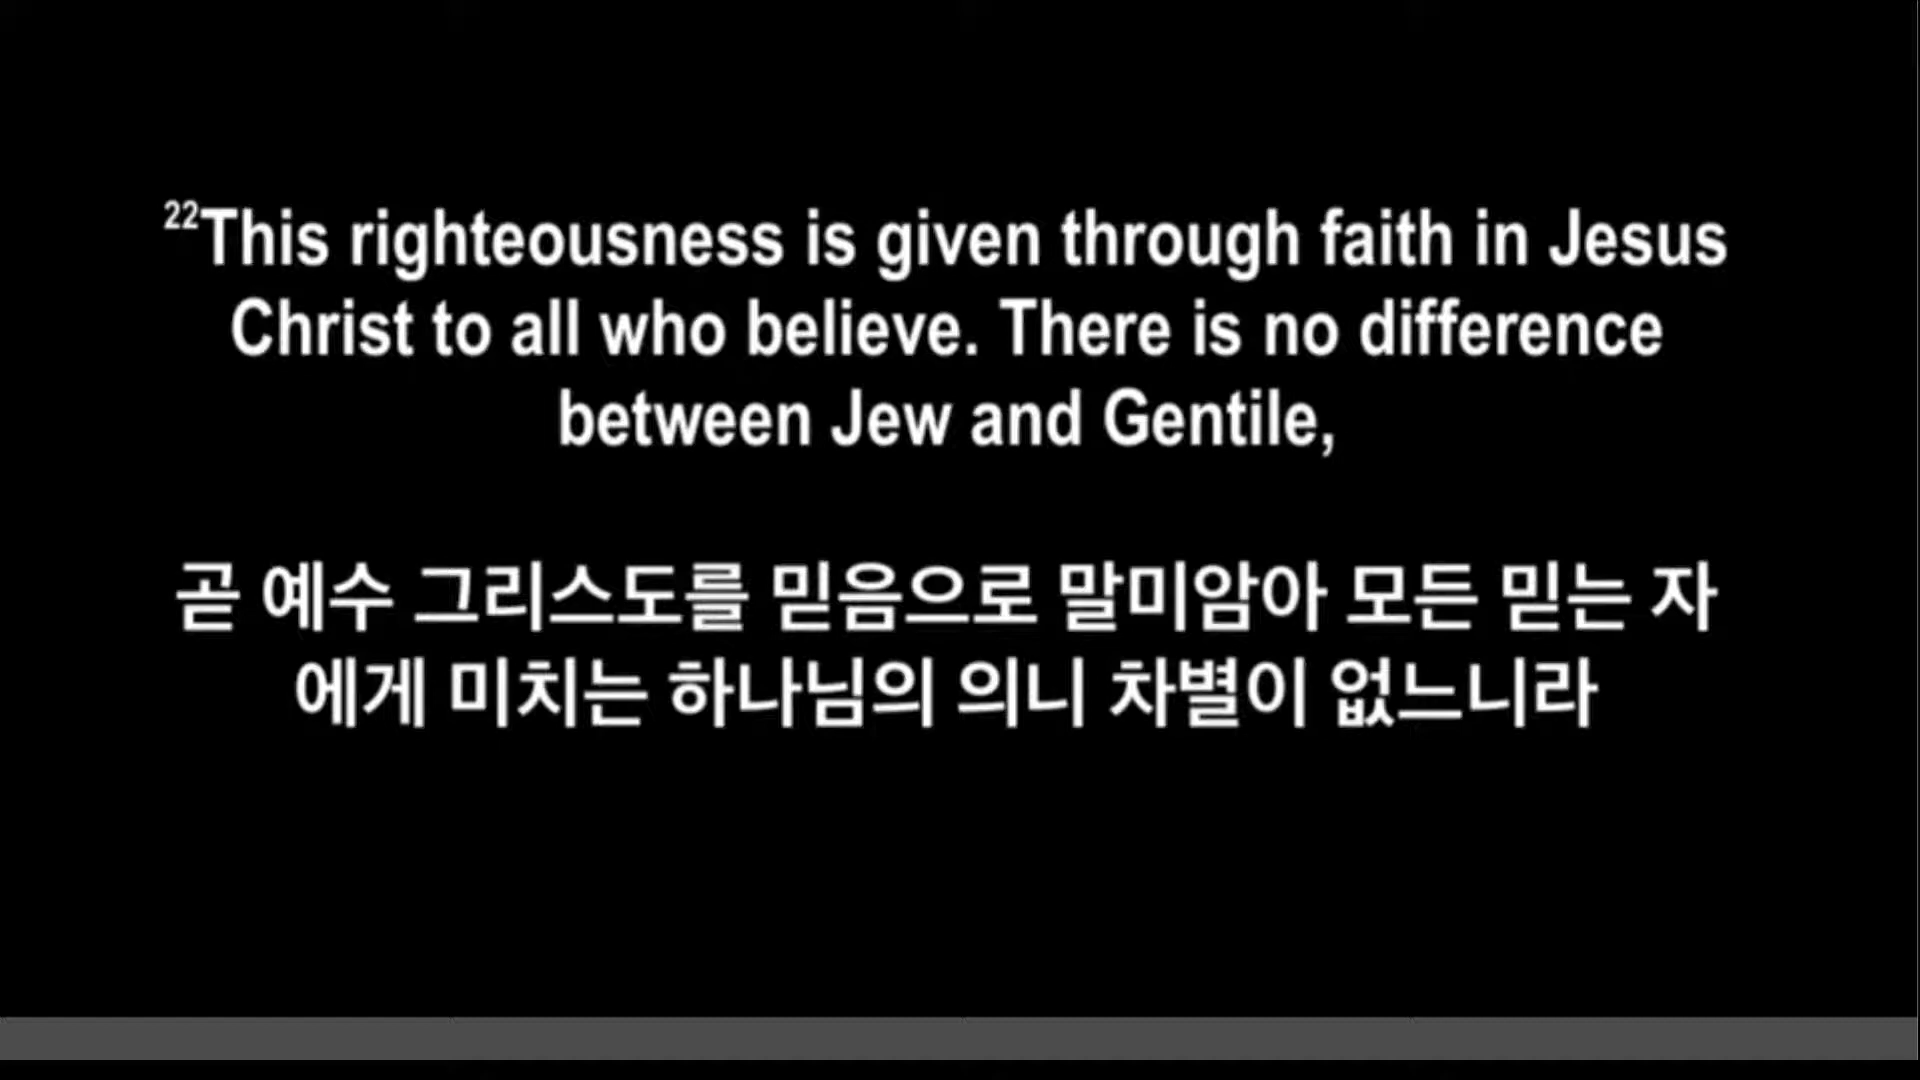 22This righteousness is given through faith in Jesus
Christ to all who believe. There is no difference
between Jew and Gentile,
곧 예수 그리스도를 믿음으로 말미암아 모든 믿는 자
에게 미치는 하나님의 의니 차별이 없느니라